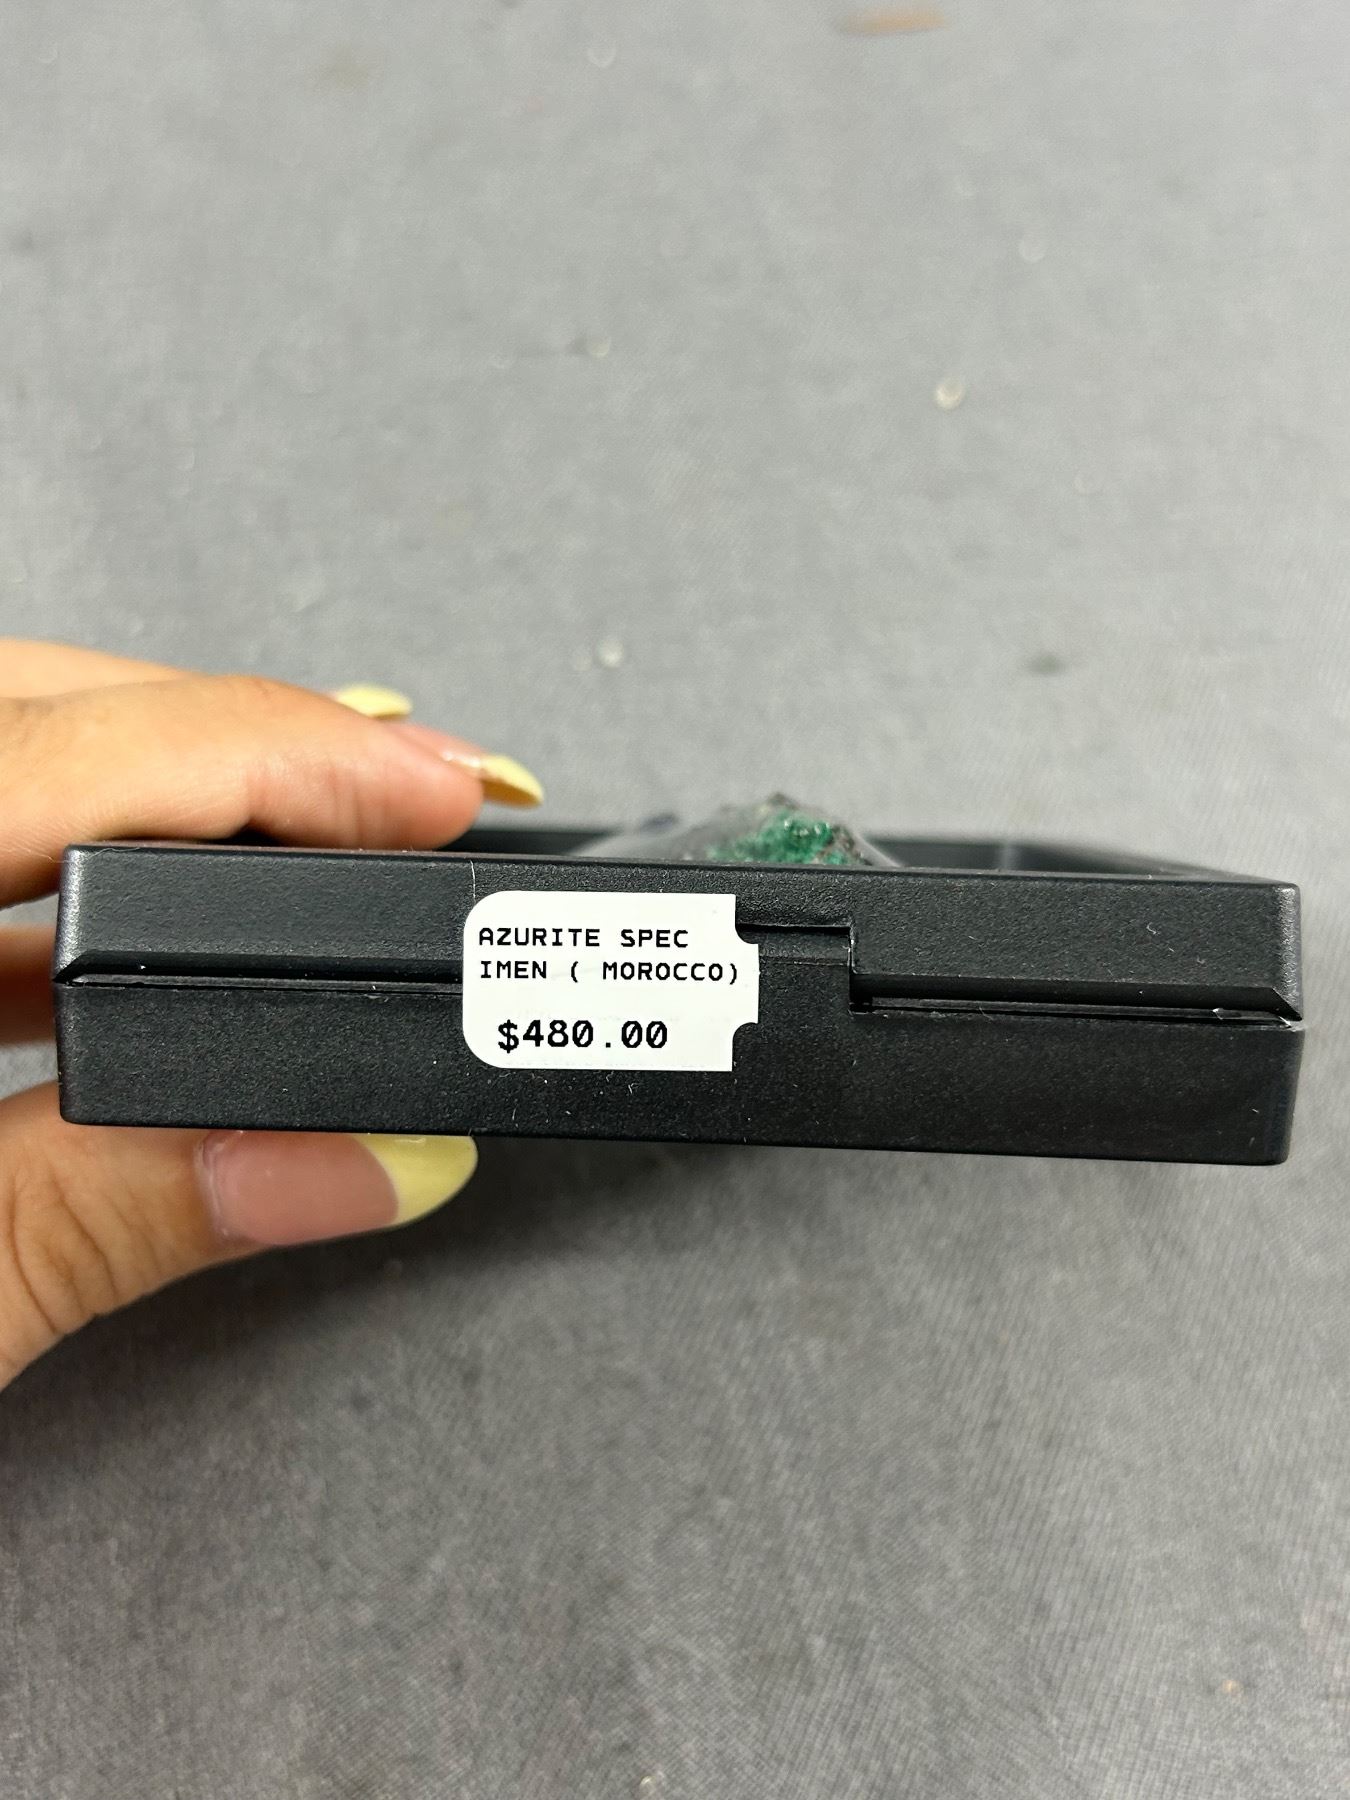 AZURITE SPEC
IMEN ( MOROCCO)
$480.00